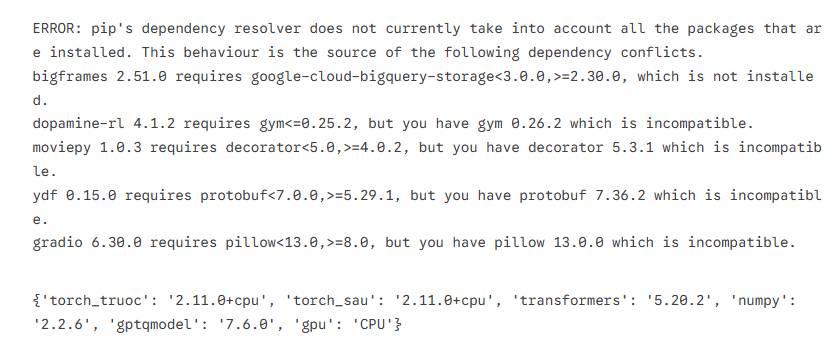 ERROR: pip's dependency resolver does not currently take into account all the packages that ar
e installed. This behaviour is the source of the following dependency conflicts.
bigframes 2.51.0 requires google-cloud-bigquery-storage<3.0.0,>=2.30.0, which is not installe
d.
dopamine-rl 4.1.2 requires gym<=0.25.2, but you have gym 0.26.2 which is incompatible.
moviepy 1.0.3 requires decorator<5.0,>=4.0.2, but you have decorator 5.3.1 which is incompatib
le.
ydf 0.15.0 requires protobuf<7.0.0,>=5.29.1, but you have protobuf 7.36.2 which is incompatibl
e.
gradio 6.30.0 requires pillow<13.0,>=8.0, but you have pillow 13.0.0 which is incompatible.
{'torch_truoc': '2.11.0+cpu', 'torch_sau': '2.11.0+cpu', 'transformers': '5.20.2', 'numpy':
'2.2.6', 'gptqmodel': '7.6.0', 'gpu': 'CPU'}